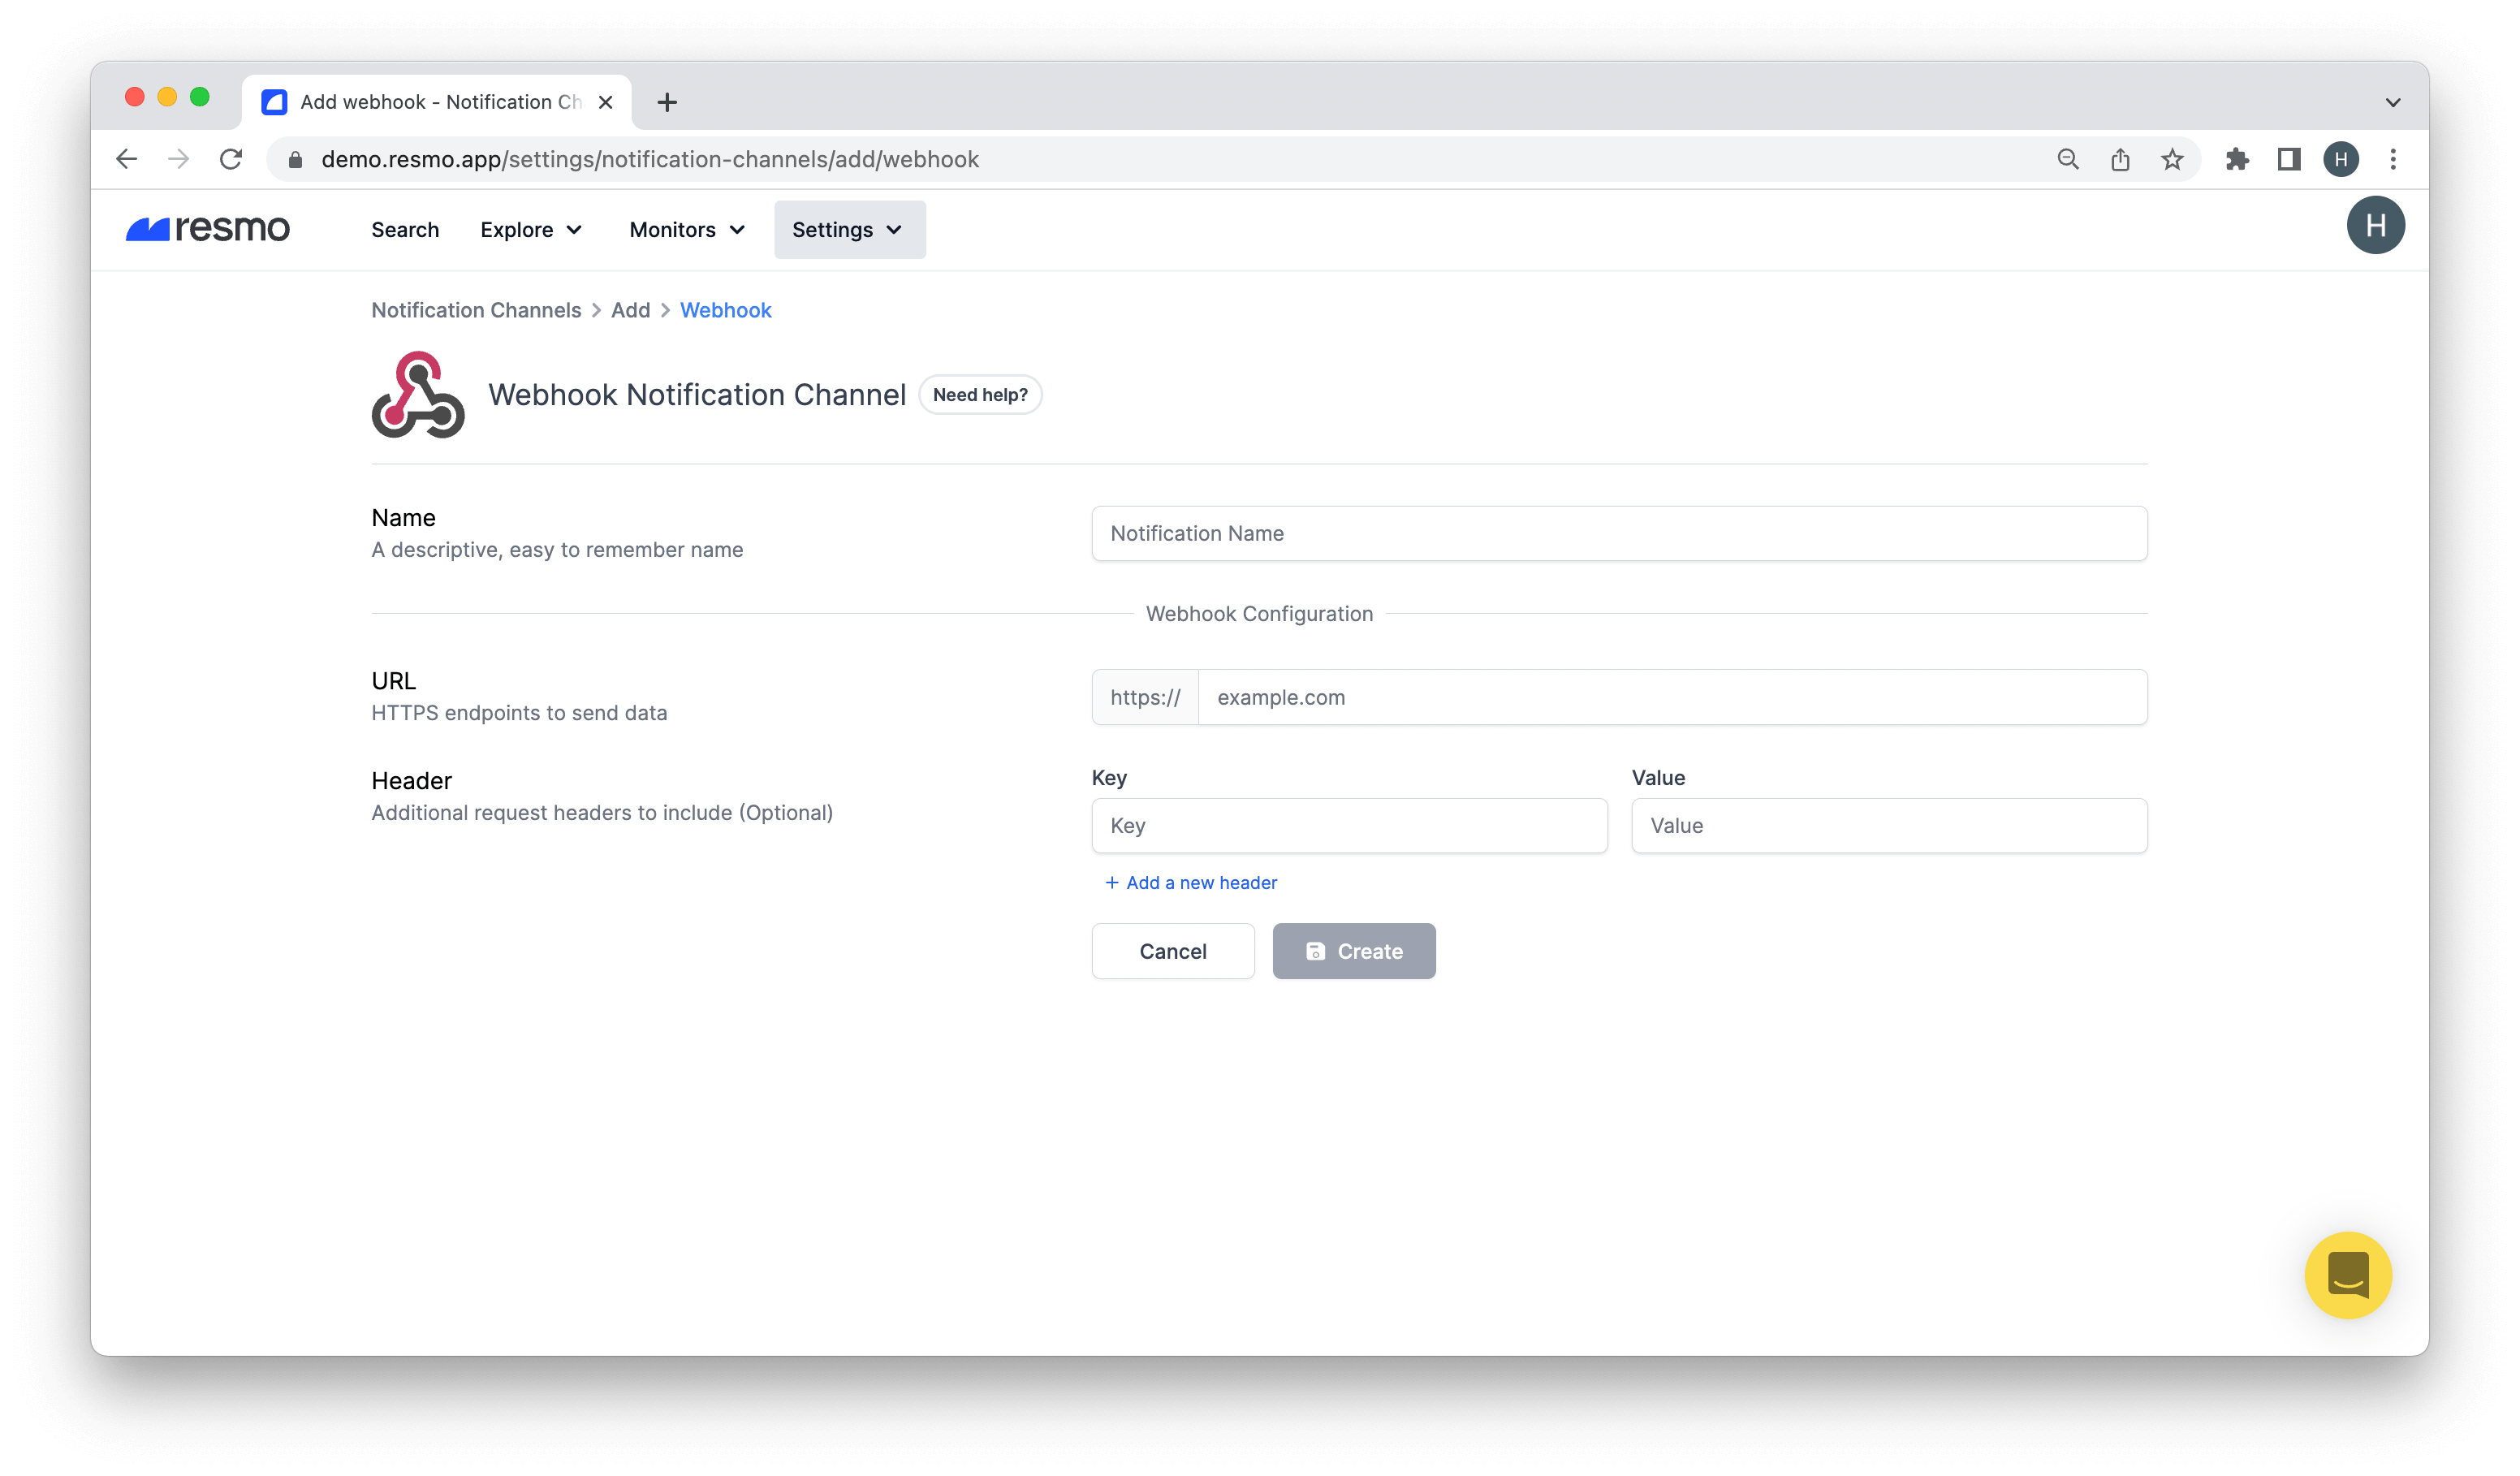 Add webhook - Notification Ch
demo.resmo.app/settings/notification-channels/add/webhook
H
resmo
Search Explore Monitors Settings
H
Notification Channels > Add > Webhook
Webhook Notification Channel Need help?
Name
A descriptive, easy to remember name
Notification Name
Webhook Configuration
URL
HTTPS endpoints to send data
https:// example.com
Header
Additional request headers to include (Optional)
Key Value
Key Value
+ Add a new header
Cancel Create